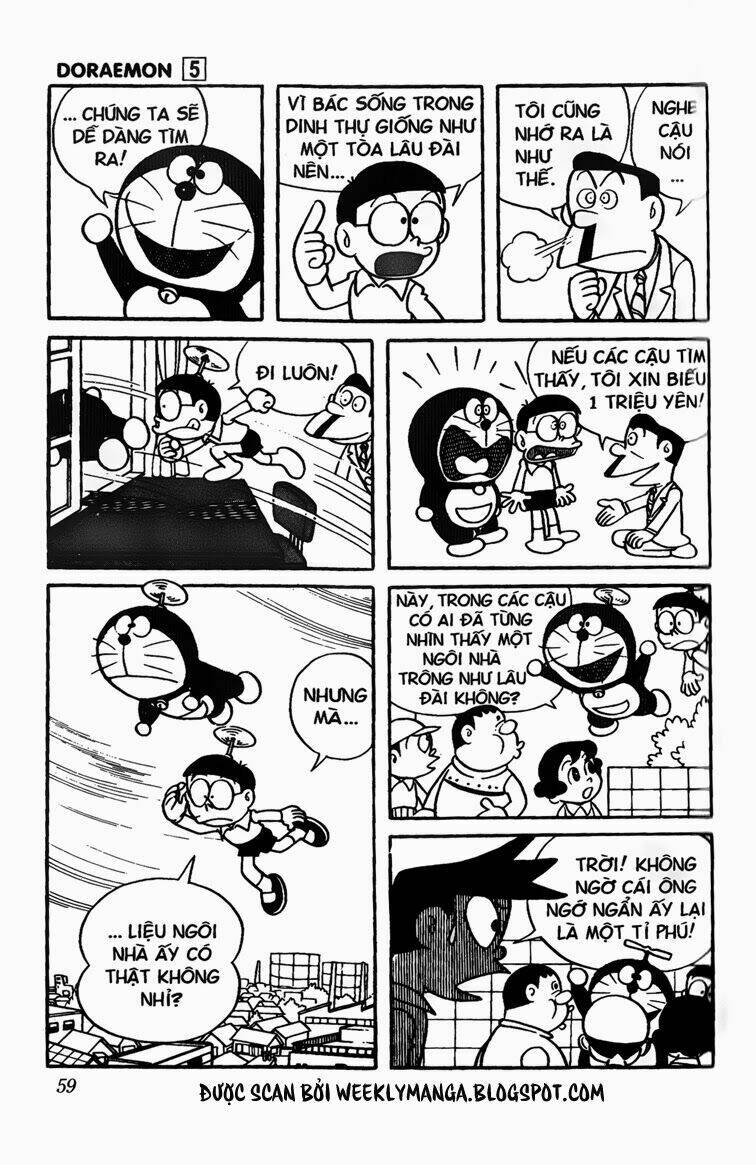 DORAEMON 5
... CHÚNG TA SẼ
DỄ DÀNG TÌM
RA!
VÌ BÁC SỐNG TRONG
DINH THỰ GIỐNG NHƯ
MỘT TÒA LÂU ĐÀI
NÊN...
NGHE
CẬU
NÓI
...
TÔI CŨNG
NHỚ RA LÀ
NHƯ
THẾ.
ĐI LUÔN!
NẾU CÁC CẬU TÌM
THẤY, TÔI XIN BIẾU
1 TRIỆU YÊN!
NHƯNG
MÀ...
... LIỆU NGÔI
NHÀ ẤY CÓ
THẬT KHÔNG
NHỈ?
NÀY, TRONG CÁC CẬU
CÓ AI ĐÃ TỪNG
NHÌN THẤY MỘT
NGÔI NHÀ
TRÔNG NHƯ LÂU
ĐÀI KHÔNG?
TRỜI! KHÔNG
NGỜ CÁI ÔNG
NGỚ NGẨN ẤY LẠI
LÀ MỘT TỈ PHÚ!
59
ĐƯỢC SCAN BỞI WEEKLYMANGA.BLOGSPOT.COM